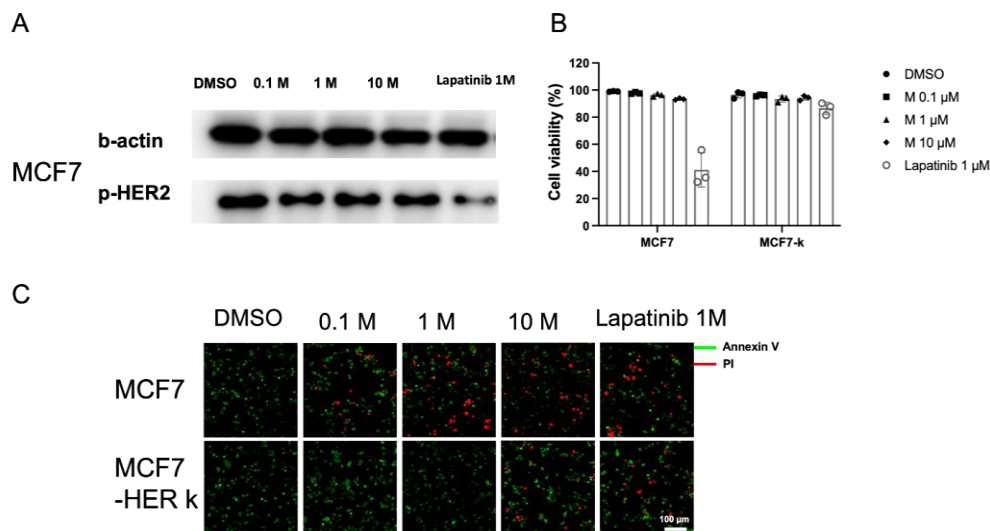 A
DMSO 0.1 M 1 M 10 M Lapatinib 1M
b-actin
MCF7
p-HER2
B
120
100
80
60
40
20
0
Cell viability (%)
MCF7 MCF7-k
DMSO
M 0.1 µM
M 1 µM
M 10 µM
Lapatinib 1 µM
C
DMSO 0.1 M 1 M 10 M Lapatinib 1M
Annexin V
PI
MCF7
MCF7
-HER k
100 µm